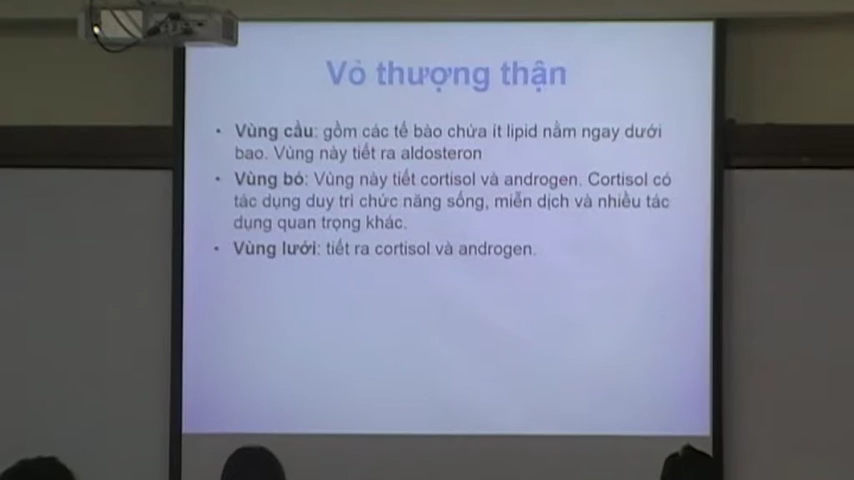 Vỏ thượng thận
• Vùng cầu: gồm các tế bào chứa ít lipid nằm ngay dưới
bao. Vùng này tiết ra aldosteron
• Vùng bó: Vùng này tiết cortisol và androgen. Cortisol có
tác dụng duy trì chức năng sống, miễn dịch và nhiều tác
dụng quan trọng khác.
• Vùng lưới: tiết ra cortisol và androgen.